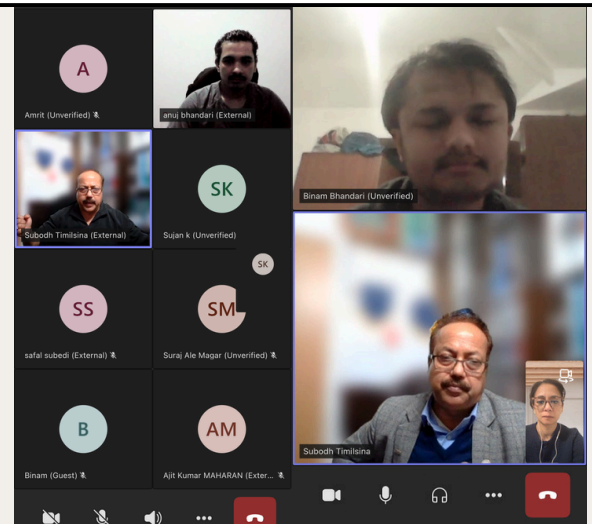 A
Amrit (Unverified)
anuj bhandari (External)
Subodh Timilsina (External)
SK
Sujan k (Unverified)
SK
SS
safal subedi (External)
SM
Suraj Ale Magar (Unverified)
B
Binam (Guest)
AM
Ajit Kumar MAHARAN (Exter...
Binam Bhandari (Unverified)
Subodh Timilsina